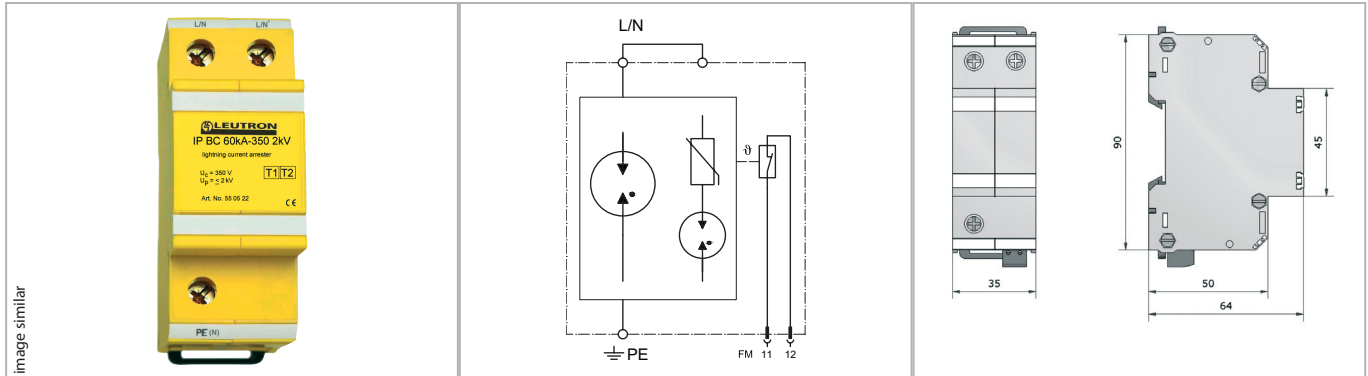 image similar
L/N L/N'
LEUTRON
IP BC 60kA-350 2kV
lightning current arrester
UC = 350 V
UP = ≤ 2 kV
T1 T2
Art. No. 55 05 22
CE
PE (N)
L/N
ϑ
PE
FM 11 12
90
45
35
50
64